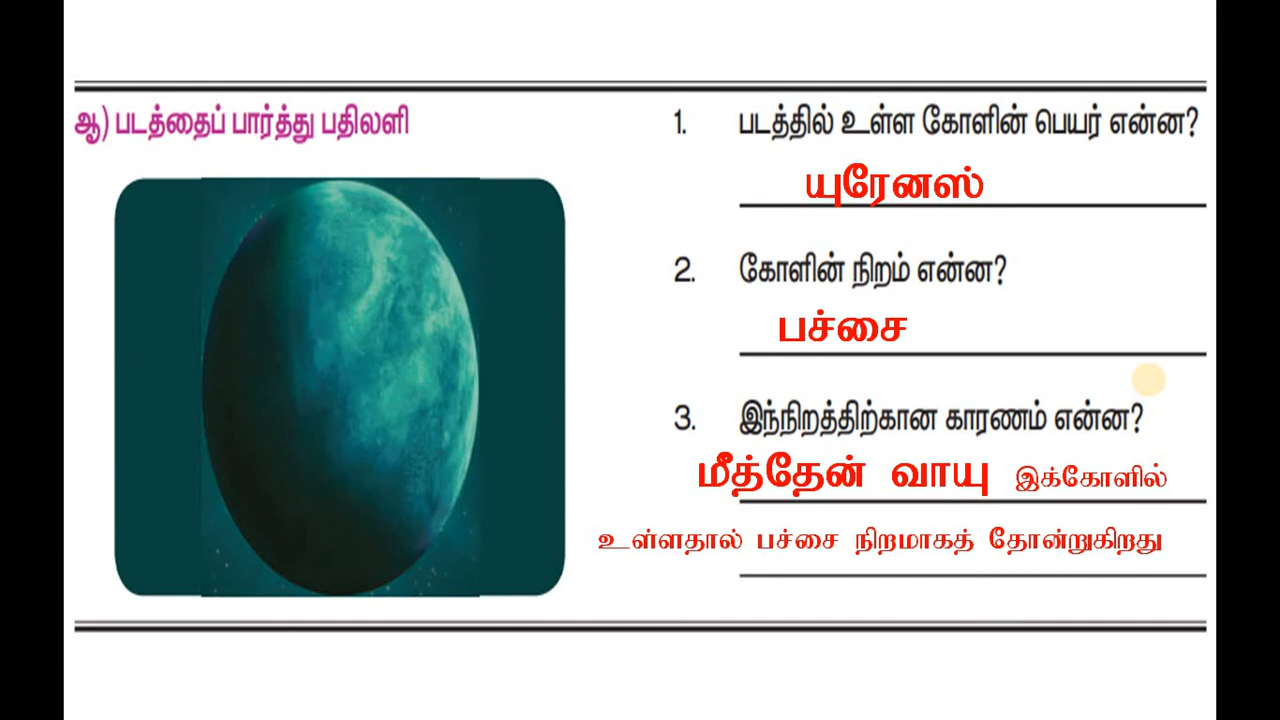 ஆ) படத்தைப் பார்த்து பதிலளி
1. படத்தில் உள்ள கோளின் பெயர் என்ன?
யுரேனஸ்
2. கோளின் நிறம் என்ன?
பச்சை
3. இந்நிறத்திற்கான காரணம் என்ன?
மீத்தேன் வாயு இக்கோளில்
உள்ளதால் பச்சை நிறமாகத் தோன்றுகிறது